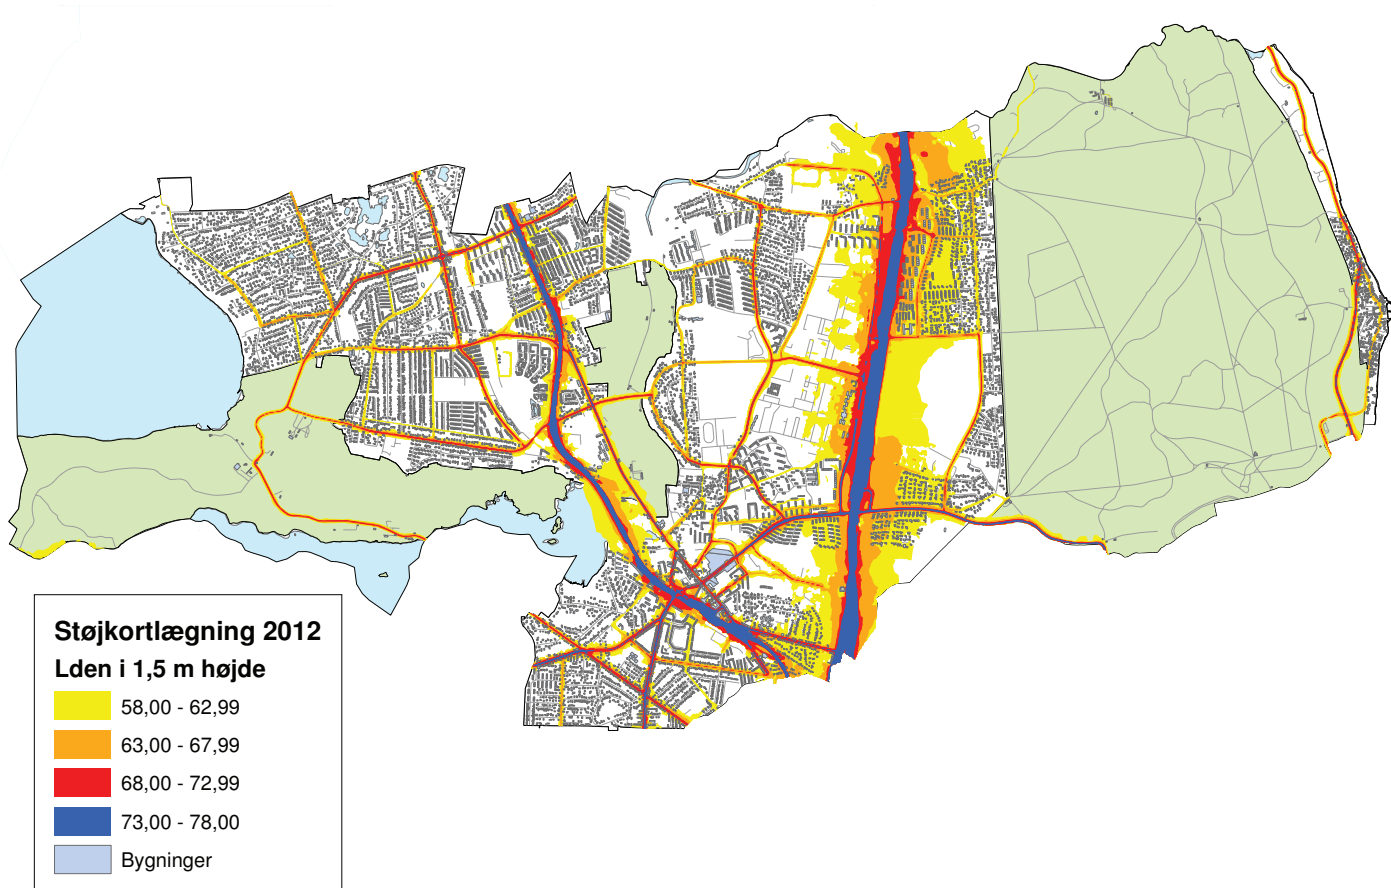 Støjkortlægning 2012
Lden i 1,5 m højde
58,00 - 62,99
63,00 - 67,99
68,00 - 72,99
73,00 - 78,00
Bygninger